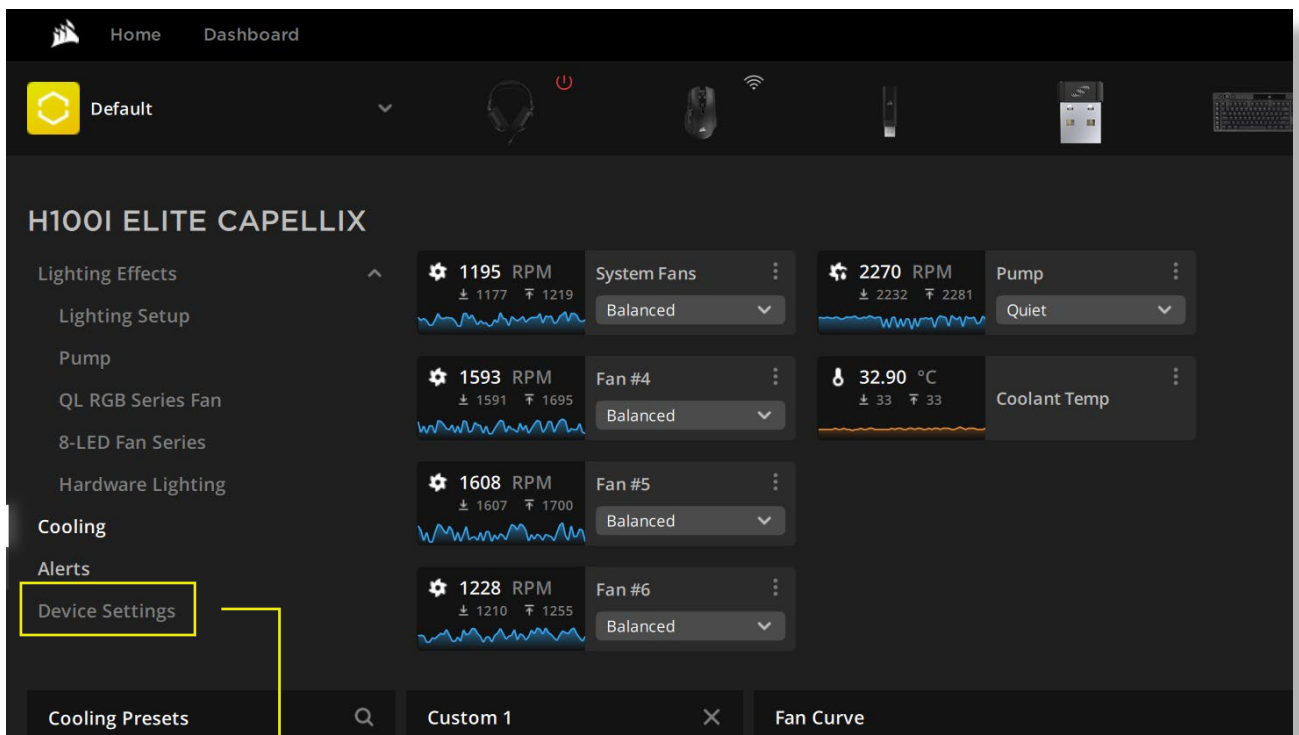 Home Dashboard
Default
H100I ELITE CAPELLIX
Lighting Effects
Lighting Setup
Pump
QL RGB Series Fan
8-LED Fan Series
Hardware Lighting
Cooling
Alerts
Device Settings
1195 RPM
1177 1219
System Fans
Balanced
2270 RPM
2232 2281
Pump
Quiet
1593 RPM
1591 1695
Fan #4
Balanced
32.90 °C
33 33
Coolant Temp
1608 RPM
1607 1700
Fan #5
Balanced
1228 RPM
1210 1255
Fan #6
Balanced
Cooling Presets
Custom 1
Fan Curve